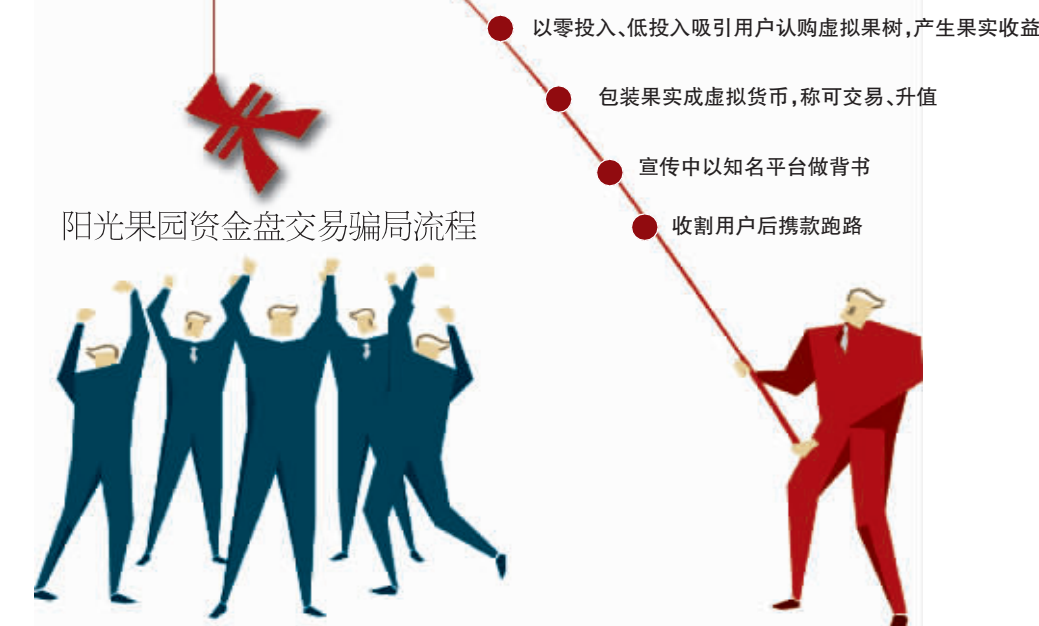 以零投入、低投入吸引用户认购虚拟果树,产生果实收益
包装果实成虚拟货币,称可交易、升值
宣传中以知名平台做背书
收割用户后携款跑路
阳光果园资金盘交易骗局流程